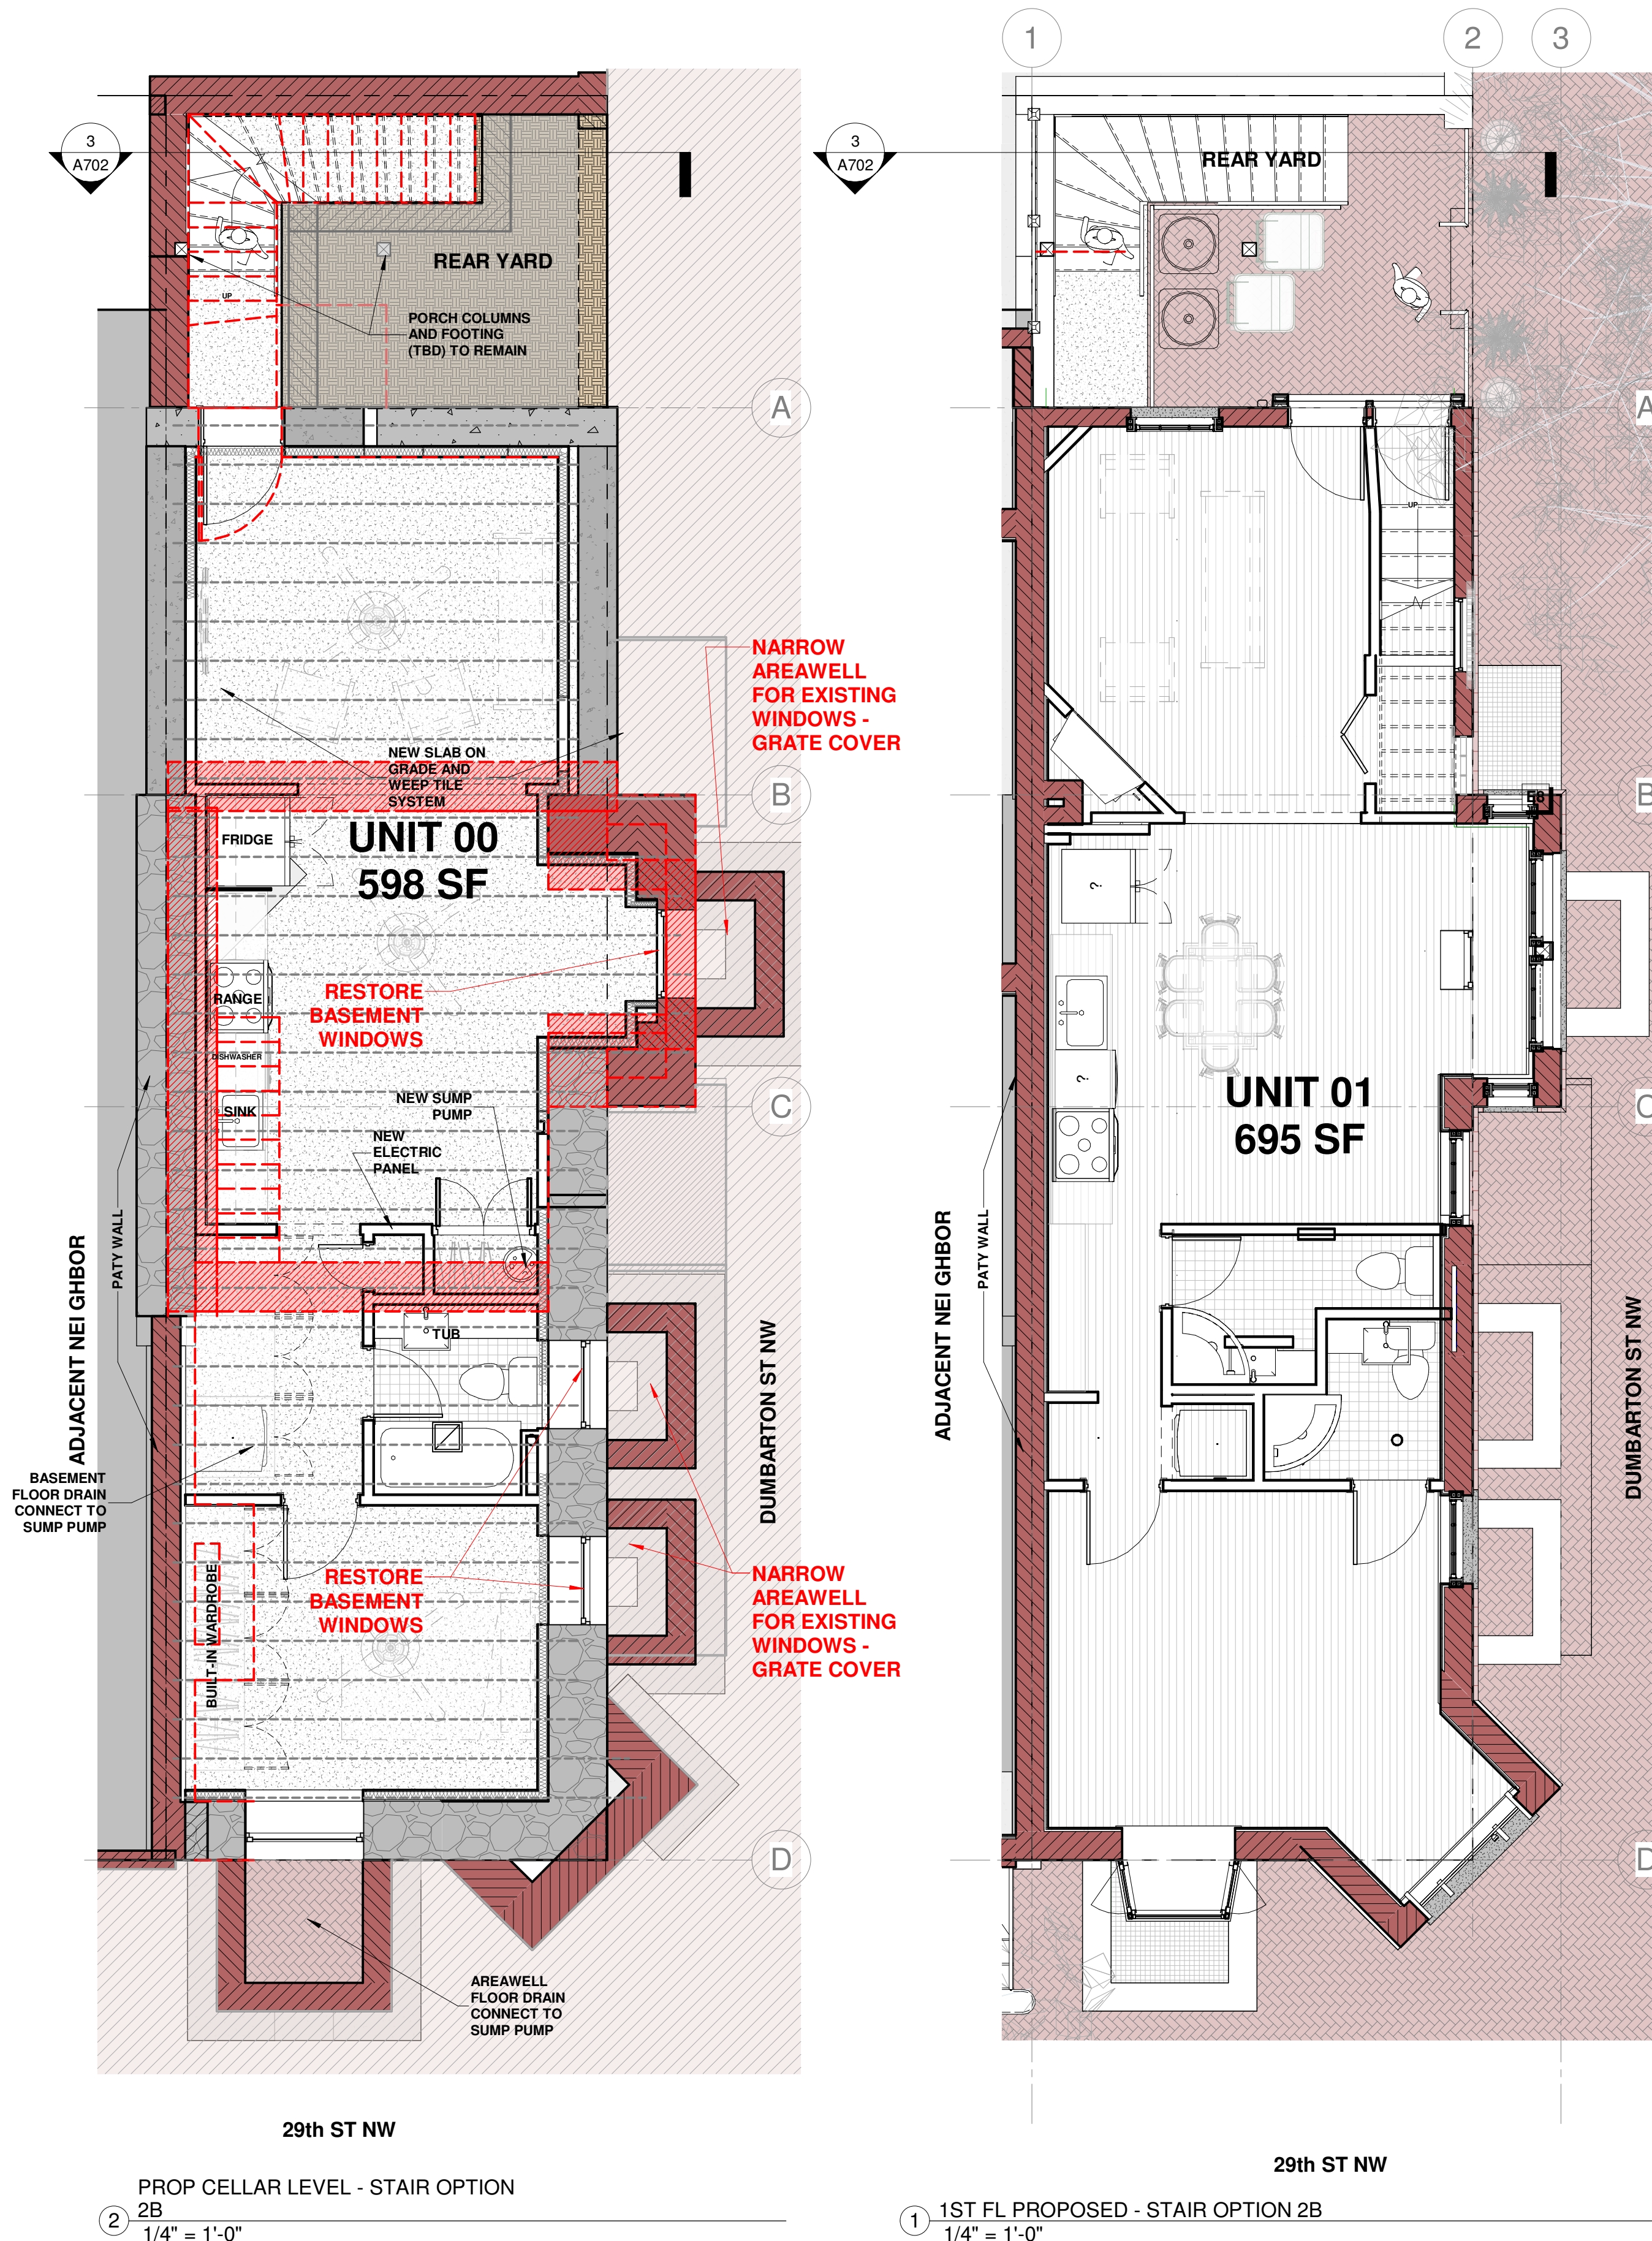 1
2
3
3
A702
3
A702
REAR YARD
UP
PORCH COLUMNS
AND FOOTING
(TBD) TO REMAIN
REAR YARD
A
A
UP
NARROW
AREAWELL
FOR EXISTING
WINDOWS -
GRATE COVER
NEW SLAB ON
GRADE AND
WEEP TILE
SYSTEM
B
B
FRIDGE
UNIT 00
598 SF
?
RANGE
RESTORE
BASEMENT
WINDOWS
DISHWASHER
SINK
NEW SUMP
PUMP
NEW
ELECTRIC
PANEL
C
C
?
UNIT 01
695 SF
PATY WALL
ADJACENT NEI GHBOR
TUB
DUMBARTON ST NW
PATY WALL
ADJACENT NEI GHBOR
DUMBARTON ST NW
BASEMENT
FLOOR DRAIN
CONNECT TO
SUMP PUMP
BUILT-IN WARDROBE
RESTORE
BASEMENT
WINDOWS
NARROW
AREAWELL
FOR EXISTING
WINDOWS -
GRATE COVER
D
D
AREAWELL
FLOOR DRAIN
CONNECT TO
SUMP PUMP
29th ST NW
29th ST NW
PROP CELLAR LEVEL - STAIR OPTION
2B
2
1/4" = 1'-0"
1
1ST FL PROPOSED - STAIR OPTION 2B
1/4" = 1'-0"